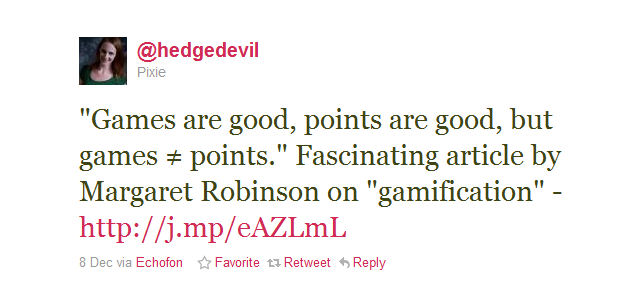 @hedgedevil
Pixie
"Games are good, points are good, but
games ≠ points." Fascinating article by
Margaret Robinson on "gamification" -
http://j.mp/eAZLmL
8 Dec via Echofon Favorite Retweet Reply